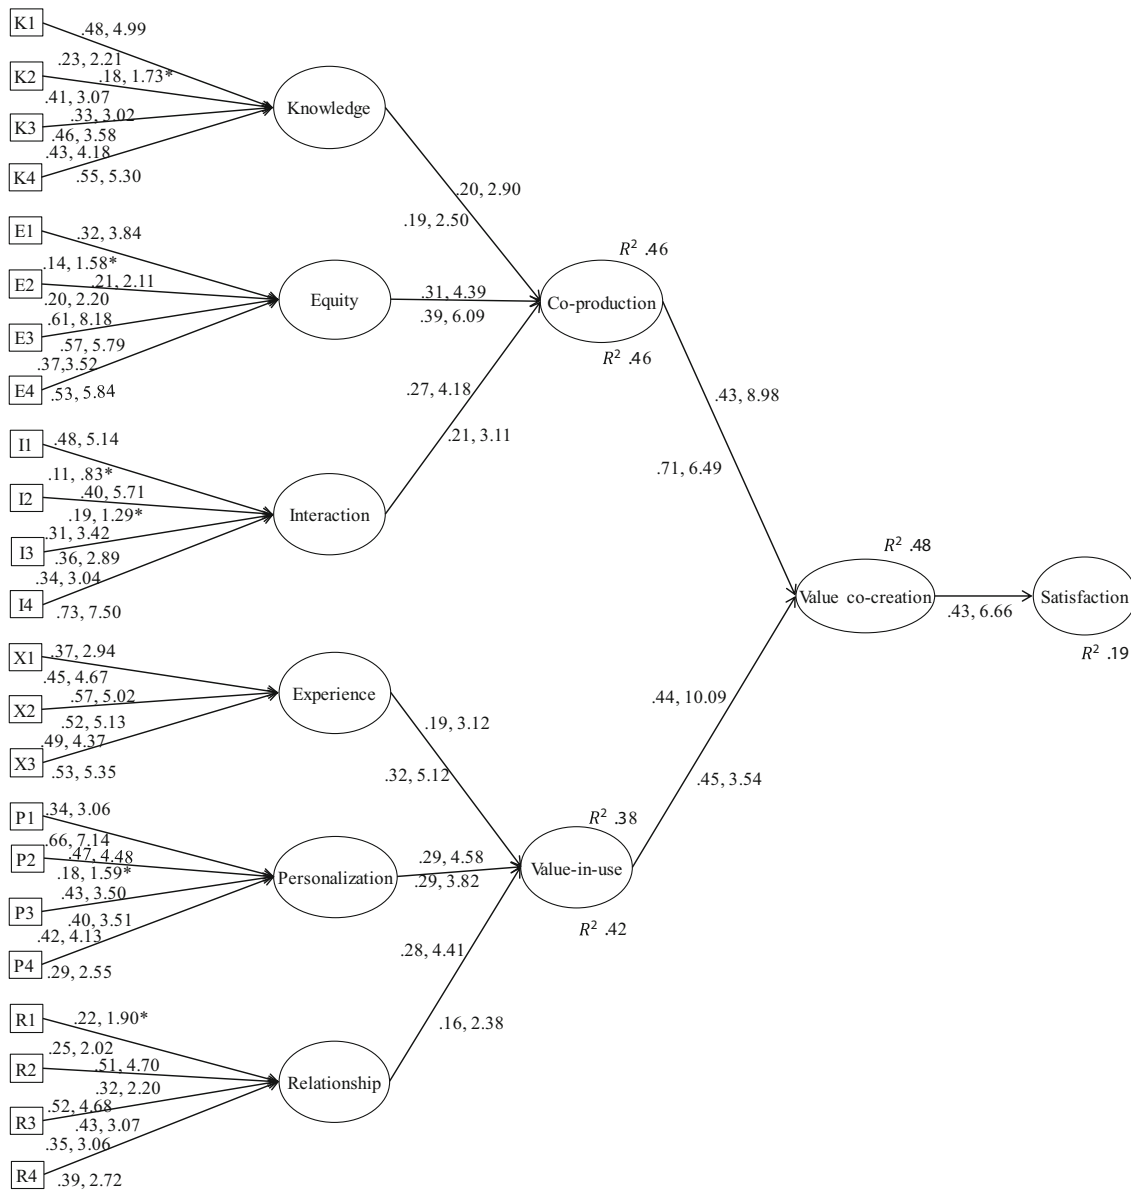 K1
.48, 4.99
.23, 2.21
K2
.18, 1.73*
.41, 3.07
.33, 3.02
K3
.46, 3.58
.43, 4.18
K4
.55, 5.30
Knowledge
.20, 2.90
.19, 2.50
E1
.32, 3.84
.14, 1.58*
E2
.21, 2.11
.20, 2.20
.61, 8.18
E3
.57, 5.79
.37,3.52
E4
.53, 5.84
Equity
.31, 4.39
.39, 6.09
R² .46
Co-production
R² .46
I1
.48, 5.14
.11, .83*
I2
.40, 5.71
.19, 1.29*
.31, 3.42
I3
.36, 2.89
.34, 3.04
I4
.73, 7.50
Interaction
.27, 4.18
.21, 3.11
.43, 8.98
.71, 6.49
R² .48
Value co-creation
.43, 6.66
Satisfaction
R² .19
X1
.37, 2.94
.45, 4.67
X2
.57, 5.02
.52, 5.13
.49, 4.37
X3
.53, 5.35
Experience
.19, 3.12
.32, 5.12
.44, 10.09
.45, 3.54
P1
.34, 3.06
.66, 7.14
P2
.47, 4.48
.18, 1.59*
.43, 3.50
P3
.40, 3.51
.42, 4.13
P4
.29, 2.55
Personalization
.29, 4.58
.29, 3.82
R² .38
Value-in-use
R² .42
R1
.22, 1.90*
.25, 2.02
R2
.51, 4.70
.32, 2.20
.52, 4.68
R3
.43, 3.07
.35, 3.06
R4
.39, 2.72
Relationship
.28, 4.41
.16, 2.38